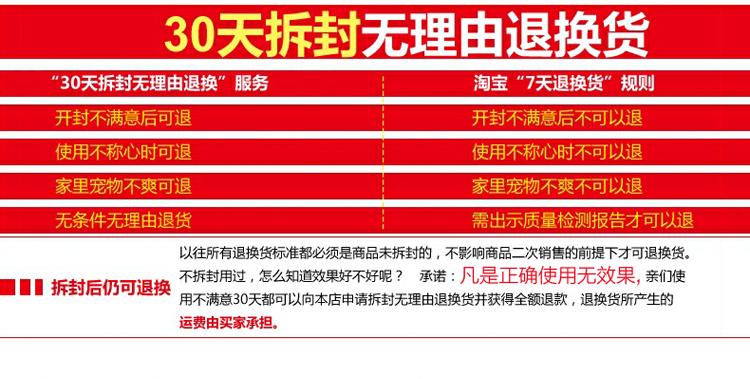 30天拆封无理由退换货
“30天拆封无理由退换”服务 淘宝“7天退换货”规则
开封不满意后可退 开封不满意后不可以退
使用不称心时可退 使用不称心时不可以退
家里宠物不爽可退 家里宠物不爽不可以退
无条件无理由退货 需出示质量检测报告才可以退
拆封后仍可退换
以往所有退换货标准都必须是商品未拆封的，不影响商品二次销售的前提下才可退换货。
不拆封用过，怎么知道效果好不好呢？ 承诺：凡是正确使用无效果, 亲们使
用不满意30天都可以向本店申请拆封无理由退换货并获得全额退款，退换货所产生的
运费由买家承担。